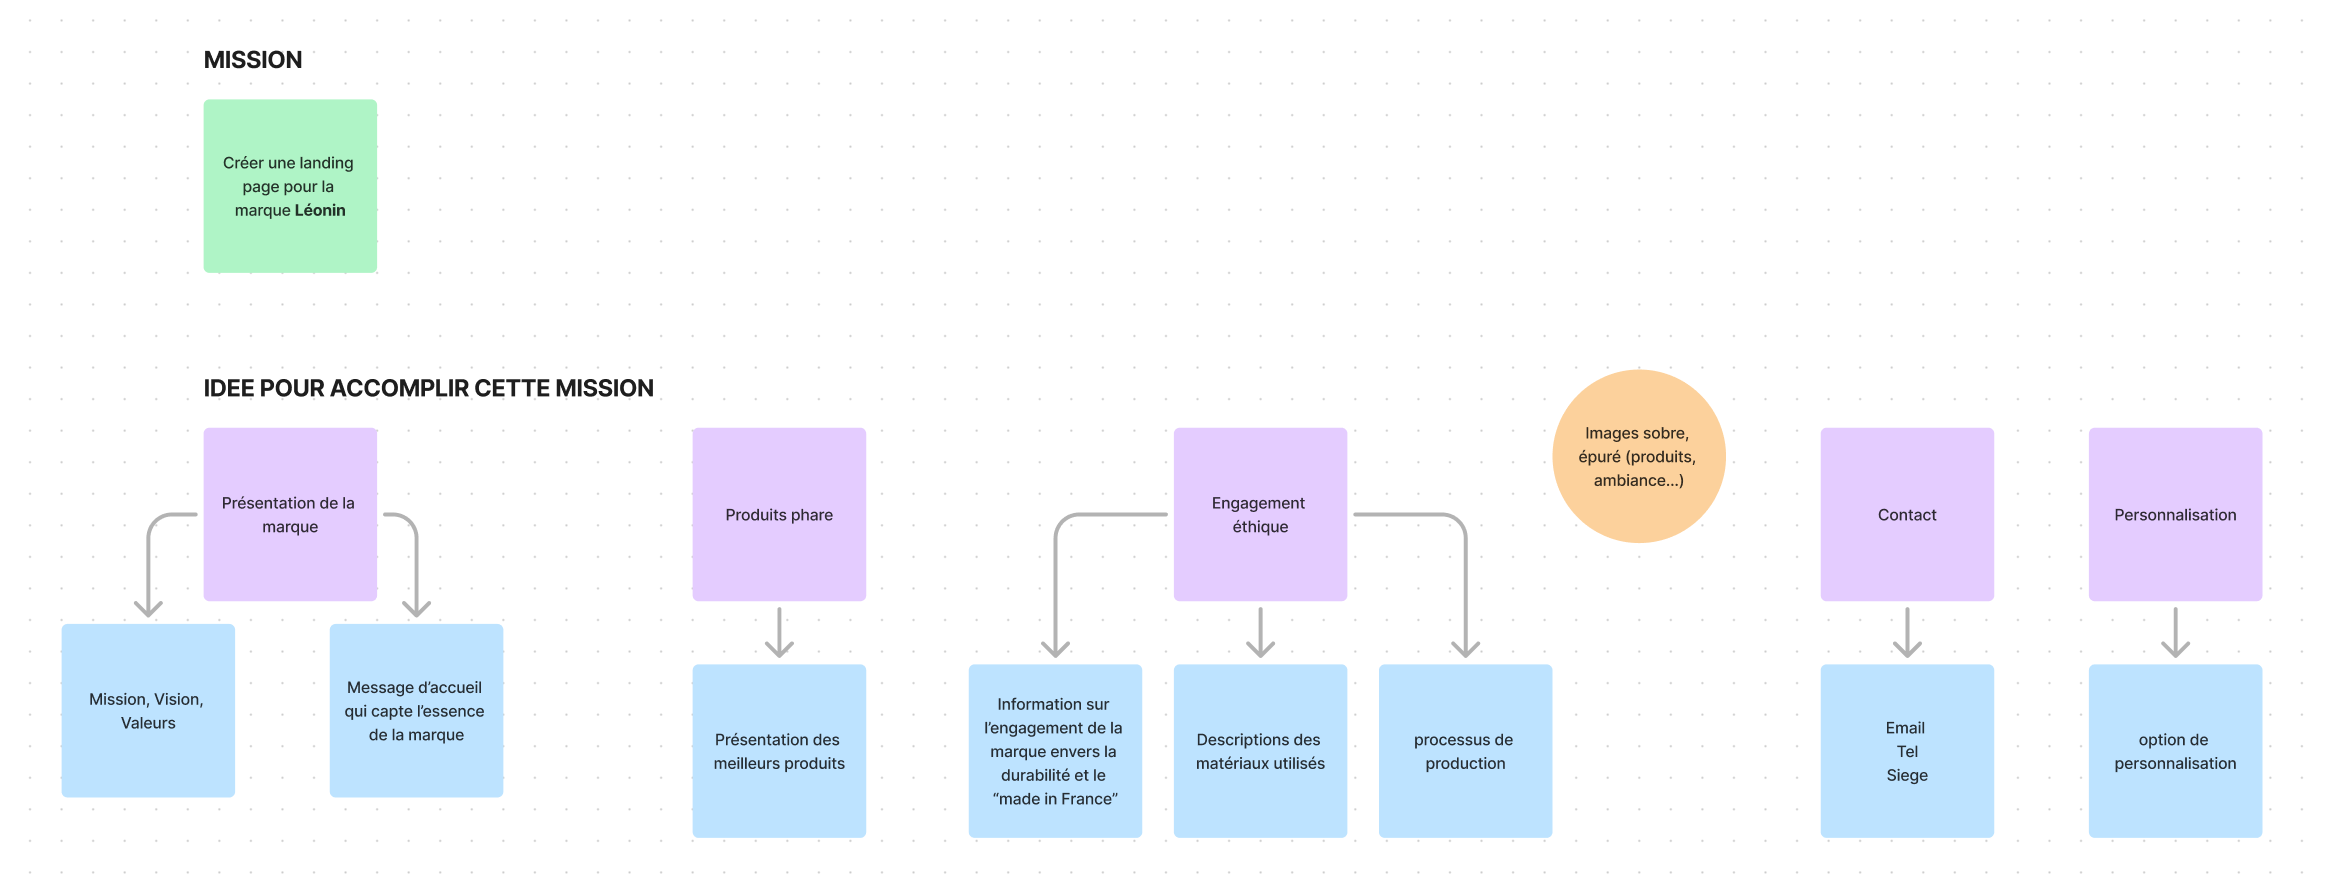 MISSION
Créer une landing
page pour la
marque Léonin
IDEE POUR ACCOMPLIR CETTE MISSION
Présentation de la
marque
Mission, Vision,
Valeurs
Message d’accueil
qui capte l’essence
de la marque
Produits phare
Présentation des
meilleurs produits
Engagement
éthique
Information sur
l’engagement de la
marque envers la
durabilité et le
“made in France”
Descriptions des
matériaux utilisés
processus de
production
Images sobre,
épuré (produits,
ambiance...)
Contact
Email
Tel
Siege
Personnalisation
option de
personnalisation